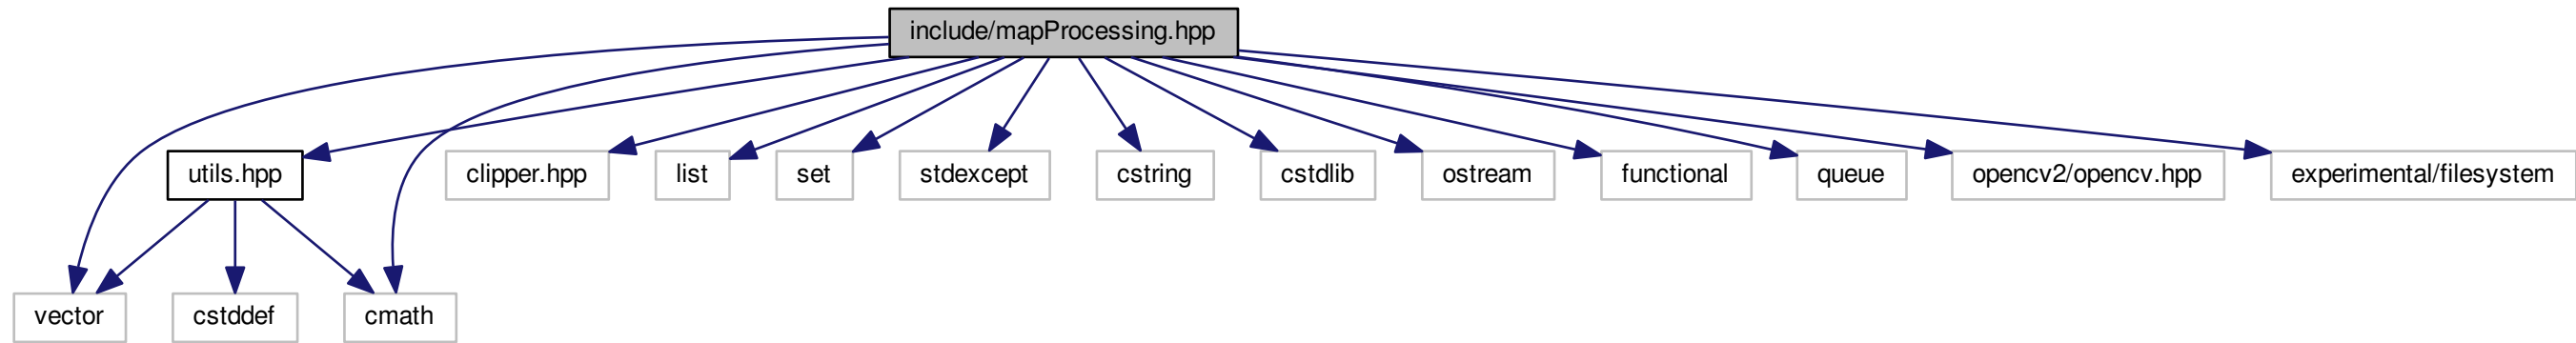 include/mapProcessing.hpp
utils.hpp
clipper.hpp
list
set
stdexcept
cstring
cstdlib
ostream
functional
queue
opencv2/opencv.hpp
experimental/filesystem
vector
cstddef
cmath